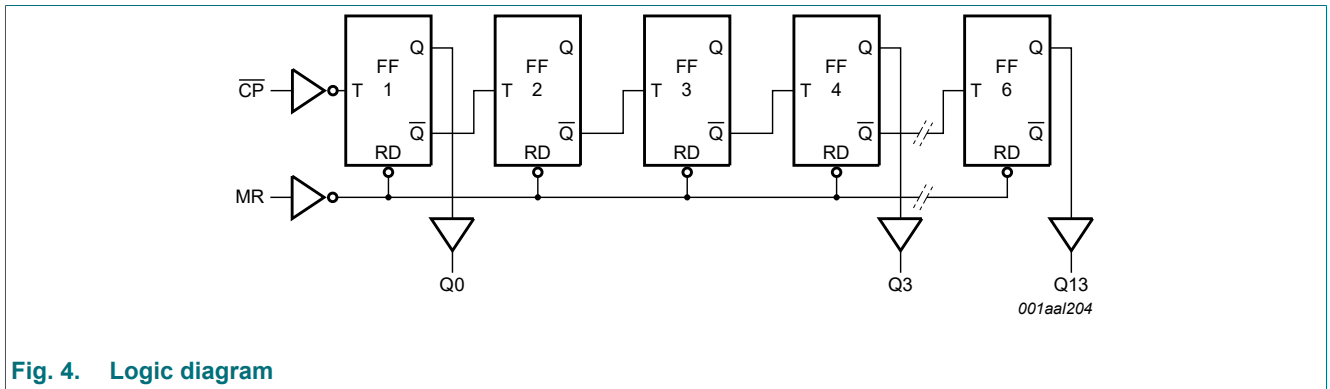 Q Q Q Q Q
FF FF FF FF FF
C̅P̅ T 1 T 2 T 3 T 4 T 6
Q̅ Q̅ Q̅ Q̅ Q̅
RD RD RD RD RD
MR
Q0 Q3 Q13
001aal204
Fig. 4. Logic diagram